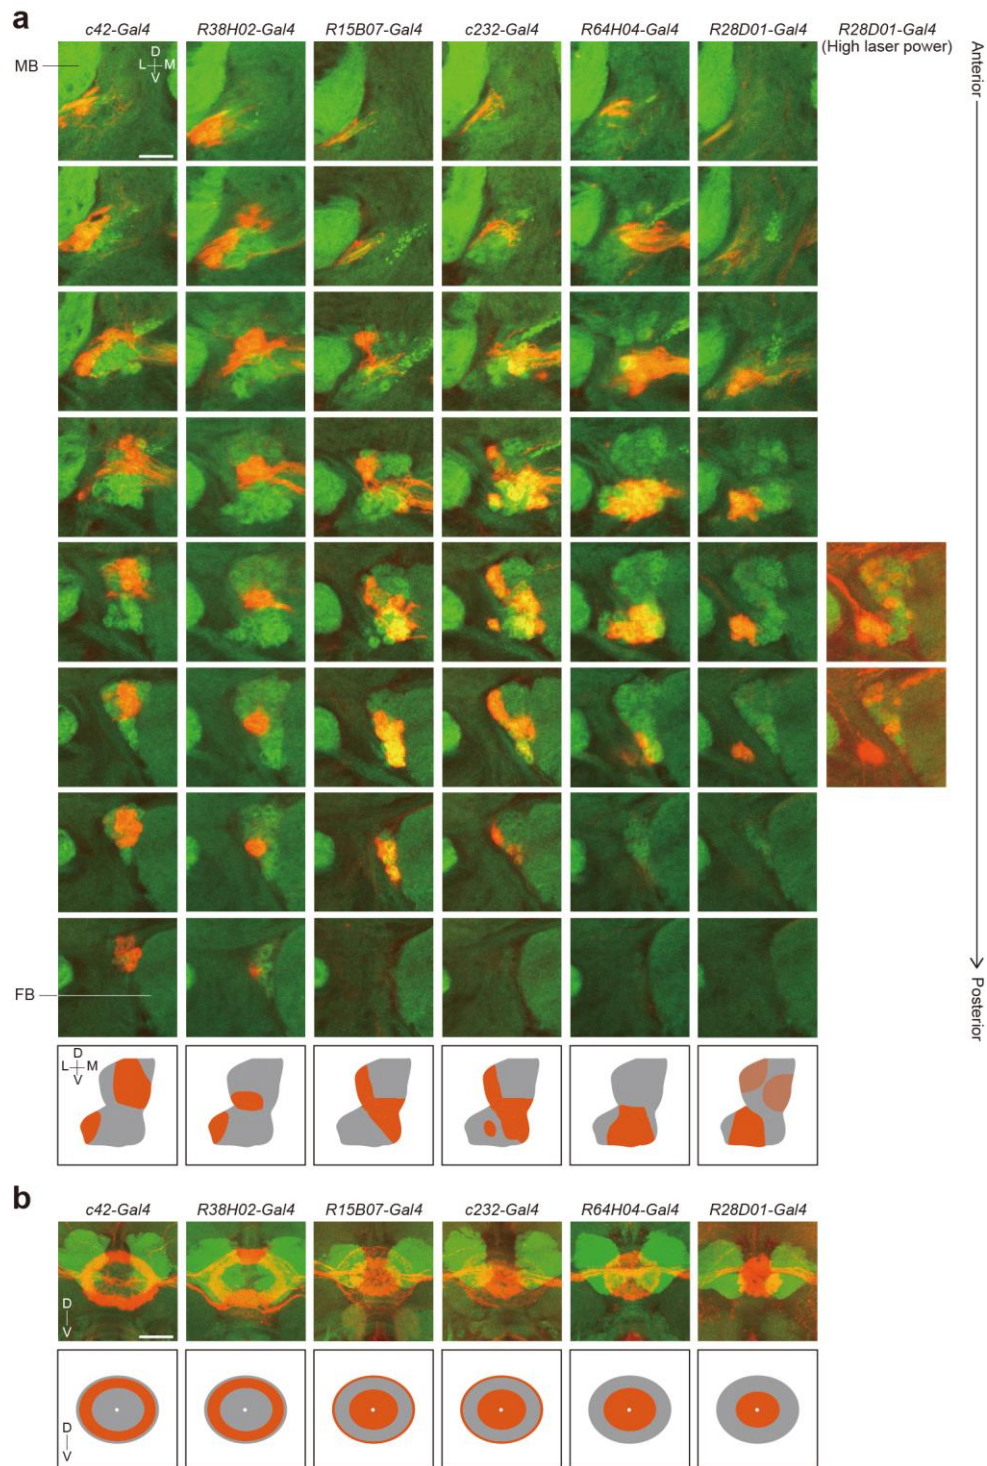 a
c42-Gal4 R38H02-Gal4 R15B07-Gal4 c232-Gal4 R64H04-Gal4 R28D01-Gal4 R28D01-Gal4
(High laser power)
MB
D
L M
V
Anterior
FB
Posterior
D
L M
V
b
c42-Gal4 R38H02-Gal4 R15B07-Gal4 c232-Gal4 R64H04-Gal4 R28D01-Gal4
D
V
D
V